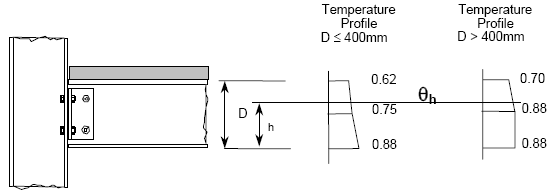 Temperature
Profile
D ≤ 400mm
Temperature
Profile
D > 400mm
0.62
0.70
θh
D
0.75
0.88
h
0.88
0.88